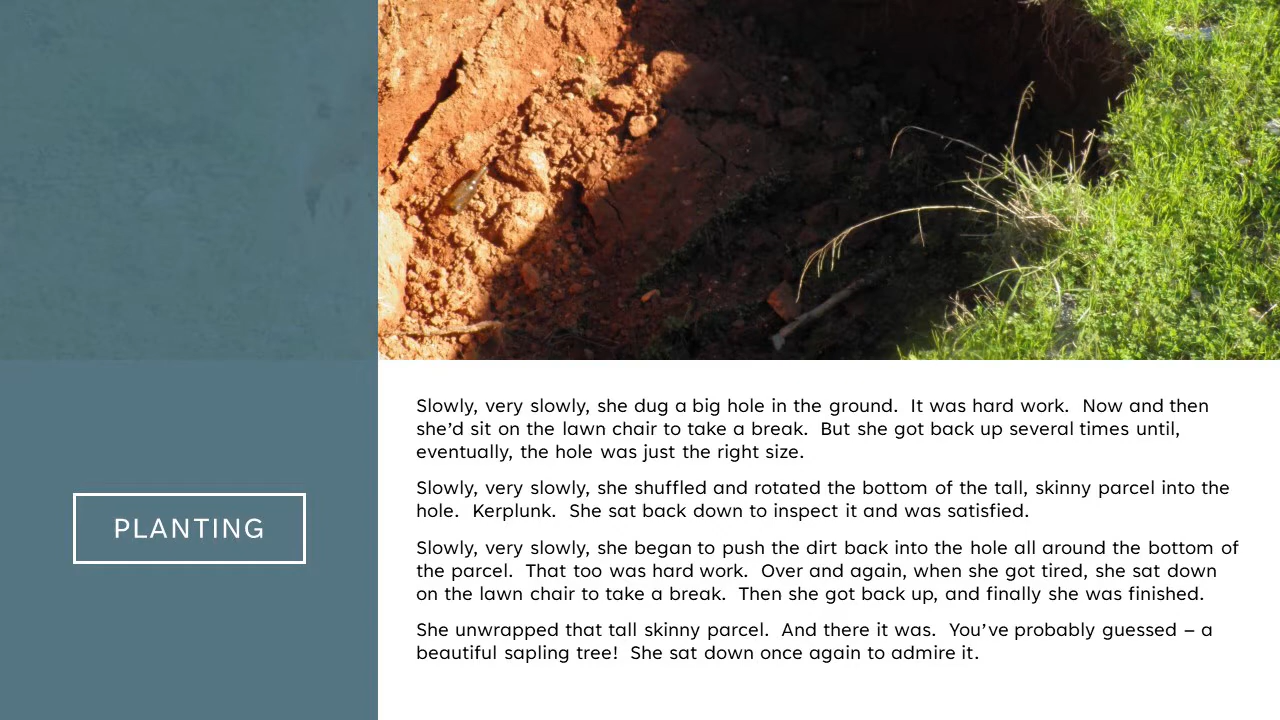 PLANTING
Slowly, very slowly, she dug a big hole in the ground.  It was hard work.  Now and then
she’d sit on the lawn chair to take a break.  But she got back up several times until,
eventually, the hole was just the right size.
Slowly, very slowly, she shuffled and rotated the bottom of the tall, skinny parcel into the
hole.  Kerplunk.  She sat back down to inspect it and was satisfied.
Slowly, very slowly, she began to push the dirt back into the hole all around the bottom of
the parcel.  That too was hard work.  Over and again, when she got tired, she sat down
on the lawn chair to take a break.  Then she got back up, and finally she was finished.
She unwrapped that tall skinny parcel.  And there it was.  You’ve probably guessed – a
beautiful sapling tree!  She sat down once again to admire it.